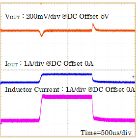 VOUT : 200mV/div @DC Offset 5V
IOUT : 1A/div @DC Offset 0A
Inductor Current : 1A/div @DC Offset 0A
Time=500us/div